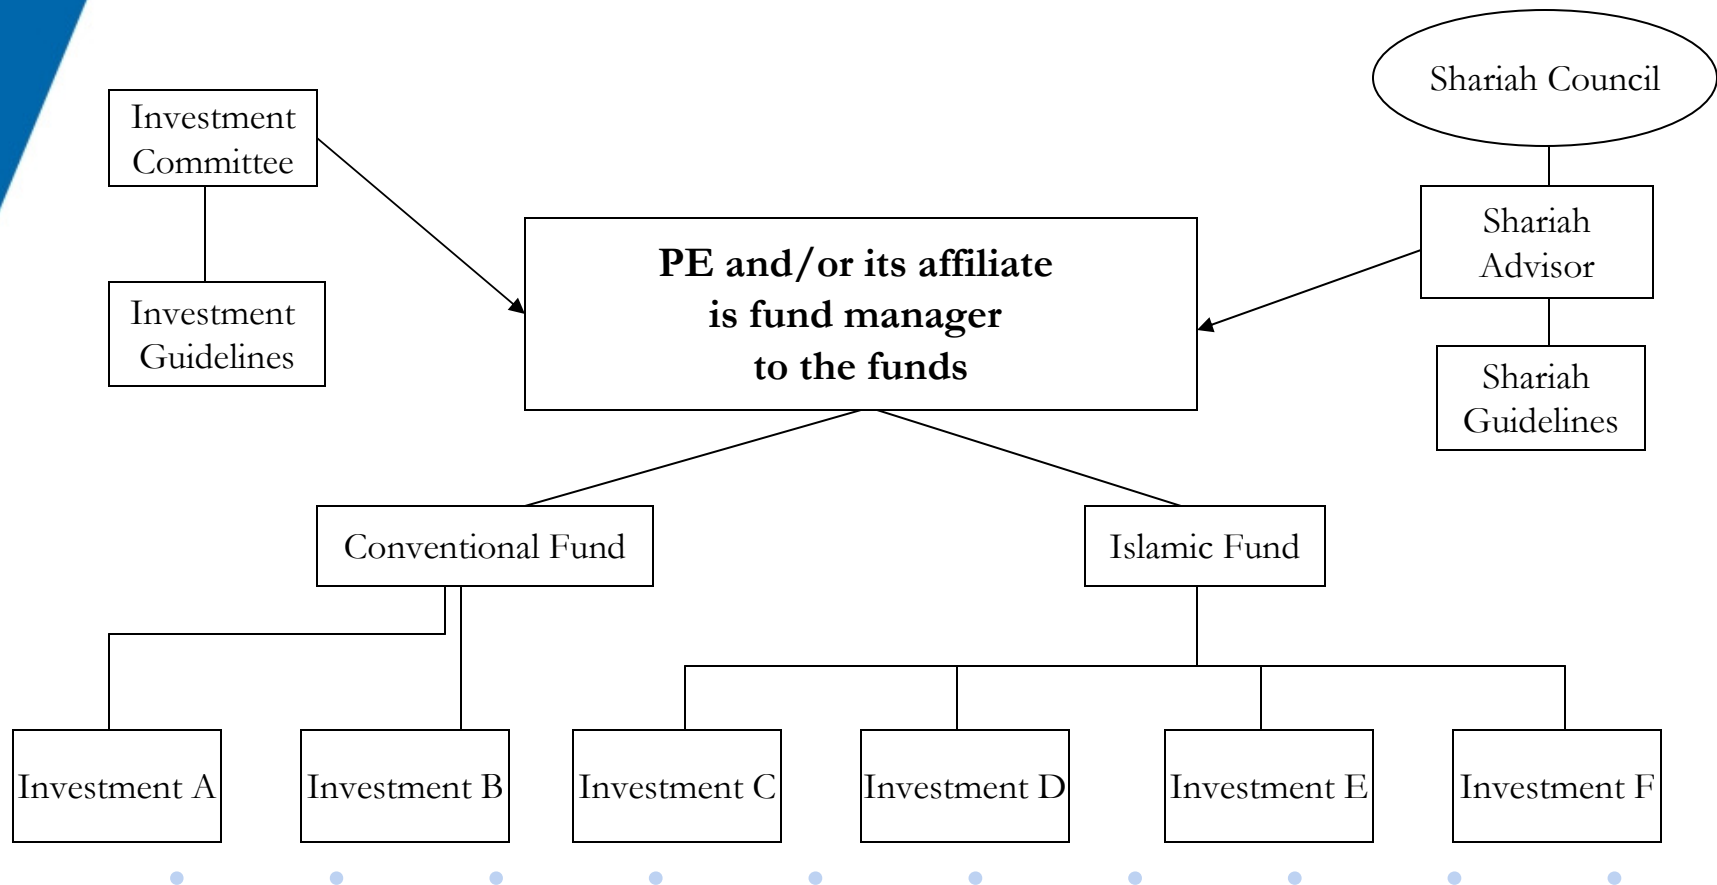 Shariah Council
Investment
Committee
Shariah
Advisor
PE and/or its affiliate
is fund manager
to the funds
Investment
Guidelines
Shariah
Guidelines
Conventional Fund
Islamic Fund
Investment A
Investment B
Investment C
Investment D
Investment E
Investment F